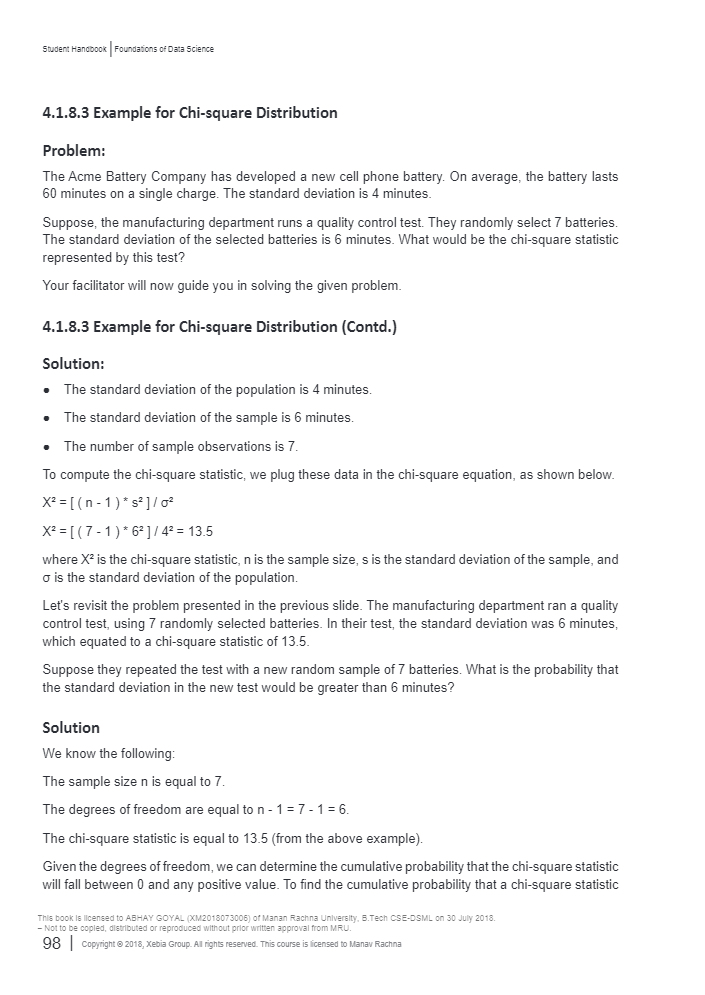 Student Handbook | Foundations of Data Science
4.1.8.3 Example for Chi-square Distribution
Problem:
The Acme Battery Company has developed a new cell phone battery. On average, the battery lasts
60 minutes on a single charge. The standard deviation is 4 minutes.
Suppose, the manufacturing department runs a quality control test. They randomly select 7 batteries.
The standard deviation of the selected batteries is 6 minutes. What would be the chi-square statistic
represented by this test?
Your facilitator will now guide you in solving the given problem.
4.1.8.3 Example for Chi-square Distribution (Contd.)
Solution:
• The standard deviation of the population is 4 minutes.
• The standard deviation of the sample is 6 minutes.
• The number of sample observations is 7.
To compute the chi-square statistic, we plug these data in the chi-square equation, as shown below.
X² = [ ( n - 1 ) * s² ] / σ²
X² = [ ( 7 - 1 ) * 6² ] / 4² = 13.5
where X² is the chi-square statistic, n is the sample size, s is the standard deviation of the sample, and
σ is the standard deviation of the population.
Let's revisit the problem presented in the previous slide. The manufacturing department ran a quality
control test, using 7 randomly selected batteries. In their test, the standard deviation was 6 minutes,
which equated to a chi-square statistic of 13.5.
Suppose they repeated the test with a new random sample of 7 batteries. What is the probability that
the standard deviation in the new test would be greater than 6 minutes?
Solution
We know the following:
The sample size n is equal to 7.
The degrees of freedom are equal to n - 1 = 7 - 1 = 6.
The chi-square statistic is equal to 13.5 (from the above example).
Given the degrees of freedom, we can determine the cumulative probability that the chi-square statistic
will fall between 0 and any positive value. To find the cumulative probability that a chi-square statistic
This book is licensed to ABHAY GOYAL (XM2018073006) of Manan Rachna University, B.Tech CSE-DSML on 30 July 2018.
– Not to be copied, distributed or reproduced without prior written approval from MRU.
98 | Copyright © 2018, Xebia Group. All rights reserved. This course is licensed to Manav Rachna